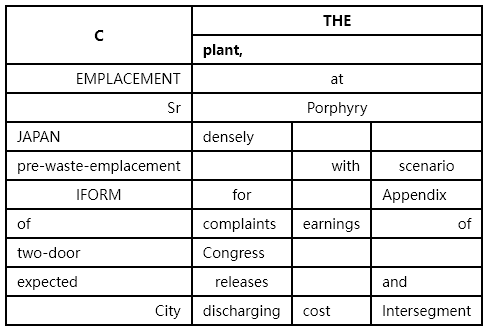 C THE
plant,
EMPLACEMENT at
Sr Porphyry
JAPAN densely
pre-waste-emplacement with scenario
IFORM for Appendix
of complaints earnings of
two-door Congress
expected releases and
City discharging cost Intersegment